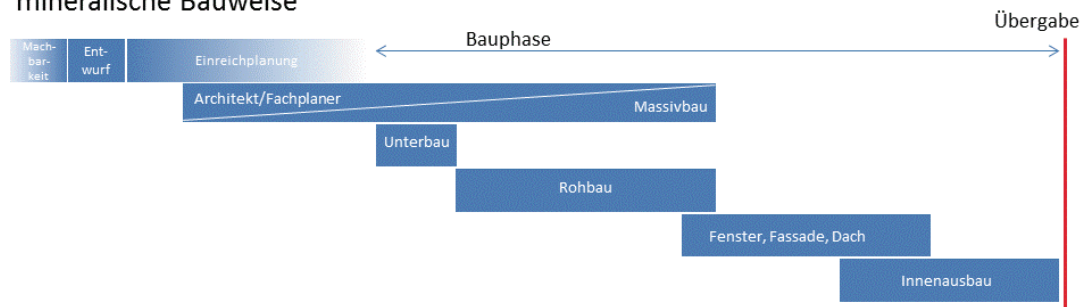 mineralische Bauweise
Übergabe
Bauphase
Mach-
bar-
keit
Ent-
wurf
Einreichplanung
Architekt/Fachplaner
Massivbau
Unterbau
Rohbau
Fenster, Fassade, Dach
Innenausbau